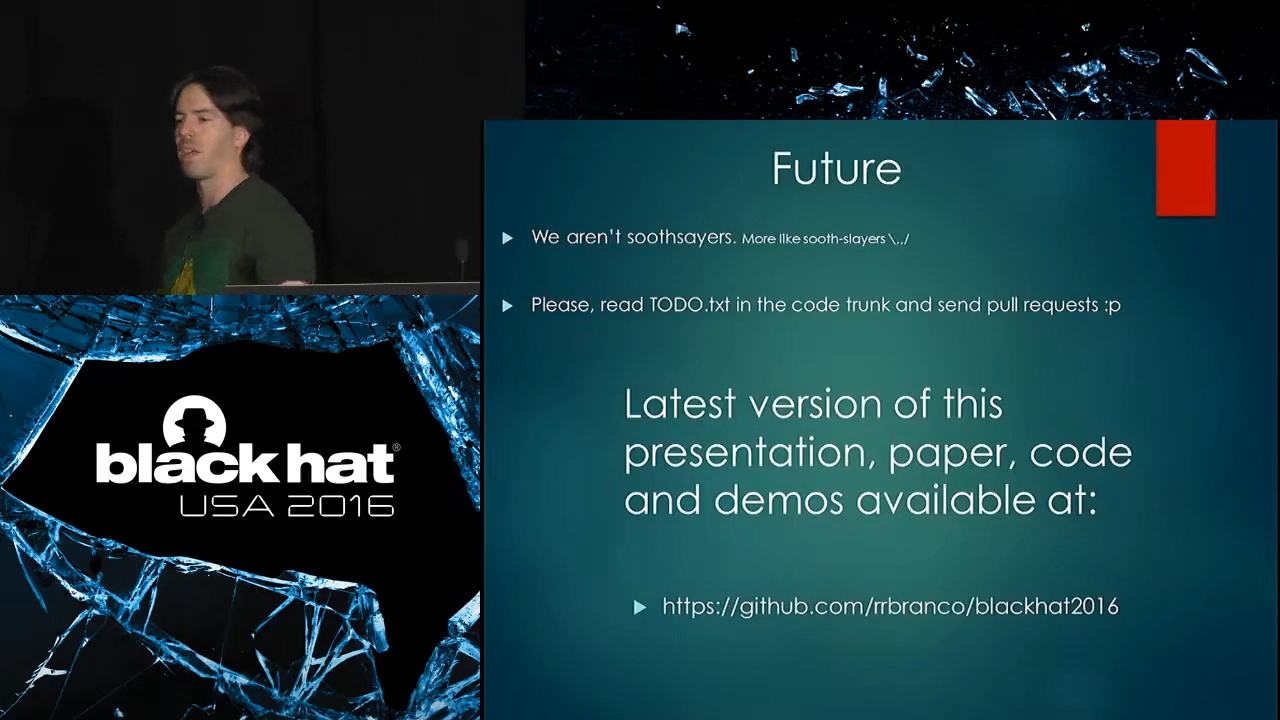 Future
We aren't soothsayers. More like sooth-slayers \,,/
Please, read TODO.txt in the code trunk and send pull requests :p
Latest version of this
presentation, paper, code
and demos available at:
https://github.com/rrbranco/blackhat2016
black hat®
USA 2016